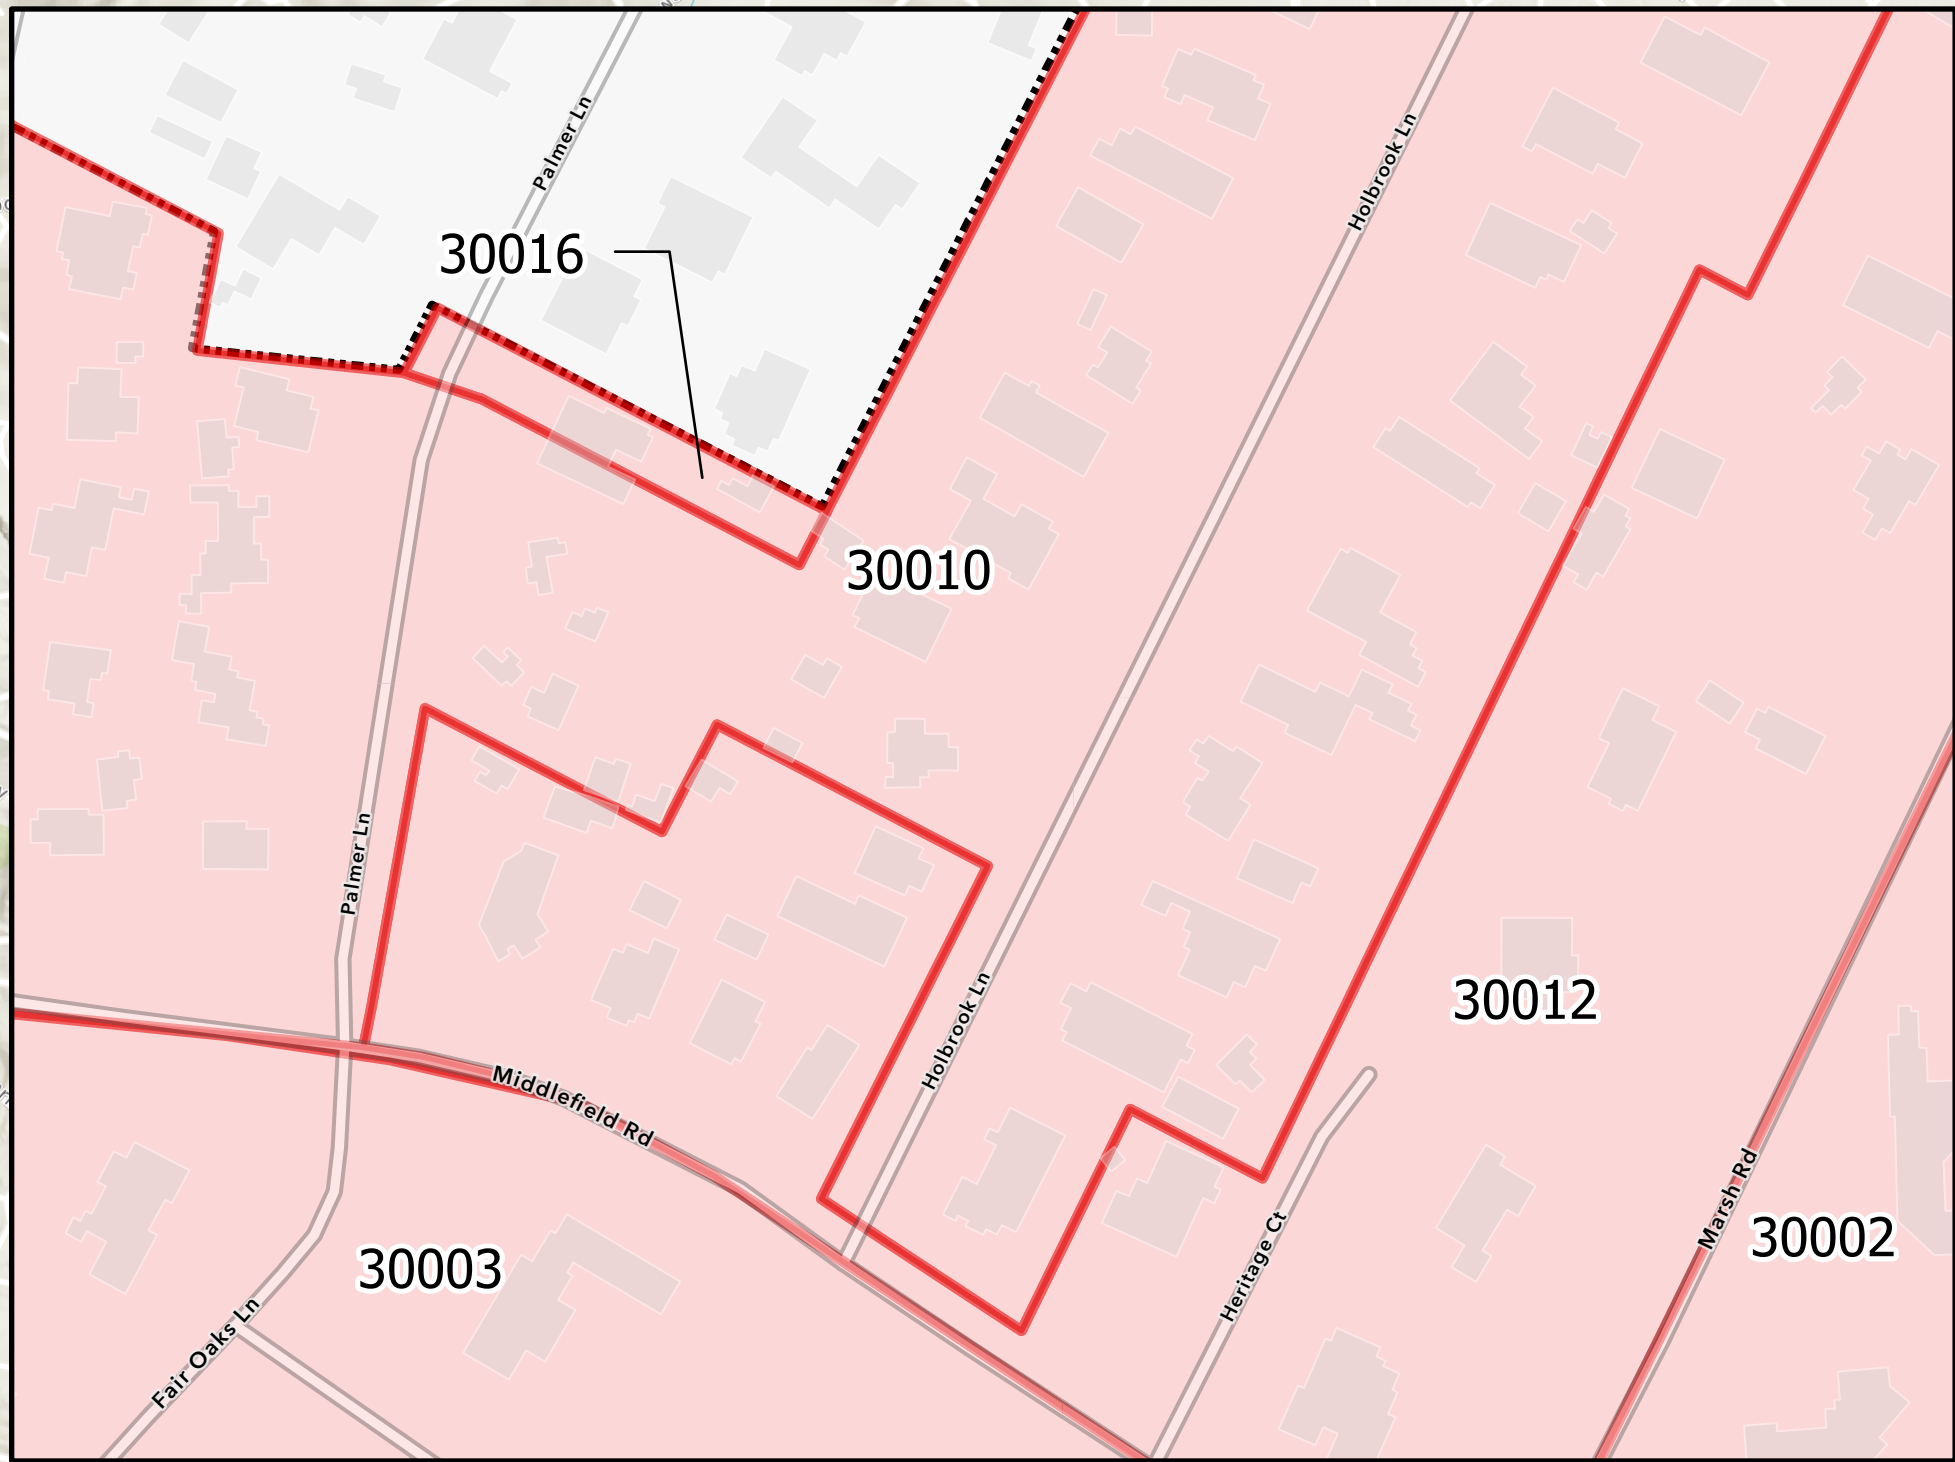 Palmer Ln
Holbrook Ln
30016
30010
Palmer Ln
30012
Holbrook Ln
Middlefield Rd
Marsh Rd
30002
30003
Heritage Ct
Fair Oaks Ln